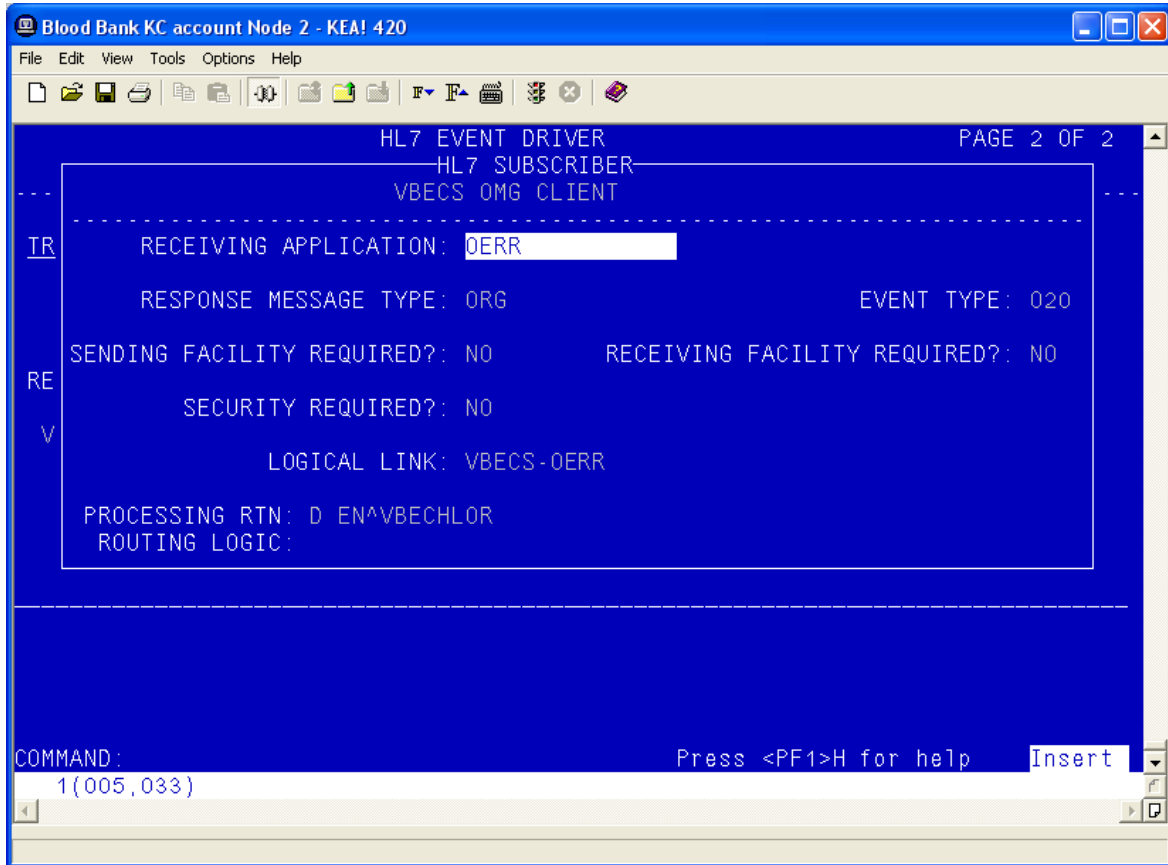 Blood Bank KC account Node 2 - KEA! 420
File Edit View Tools Options Help
HL7 EVENT DRIVER PAGE 2 OF 2
HL7 SUBSCRIBER
VBECS OMG CLIENT
TR RECEIVING APPLICATION: OERR
RESPONSE MESSAGE TYPE: ORG EVENT TYPE: O20
SENDING FACILITY REQUIRED?: NO RECEIVING FACILITY REQUIRED?: NO
RE
SECURITY REQUIRED?: NO
V
LOGICAL LINK: VBECS-OERR
PROCESSING RTN: D EN^VBECHLOR
ROUTING LOGIC:
COMMAND: Press <PF1>H for help Insert
1(005,033)